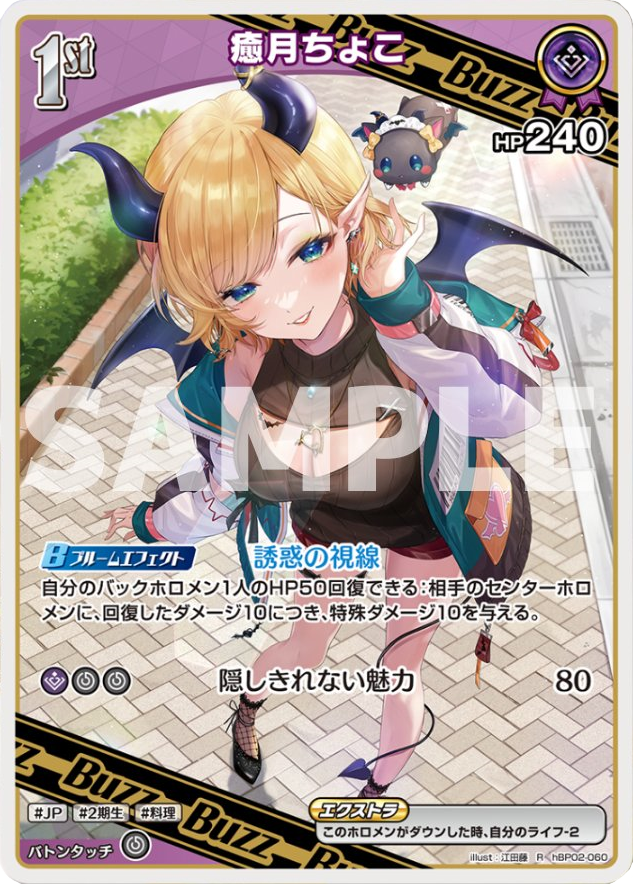 1st
癒月ちょこ
Buzz Buzz Buzz
HP240
SAMPLE
Bブルームエフェクト 誘惑の視線
自分のバックホロメン1人のHP50回復できる:相手のセンターホロ
メンに、回復したダメージ10につき、特殊ダメージ10を与える。
隠しきれない魅力 80
Buzz Buzz Buzz
#JP #2期生 #料理
エクストラ
このホロメンがダウンした時、自分のライフ-2
バトンタッチ
illust:江田藤 R hBP02-060